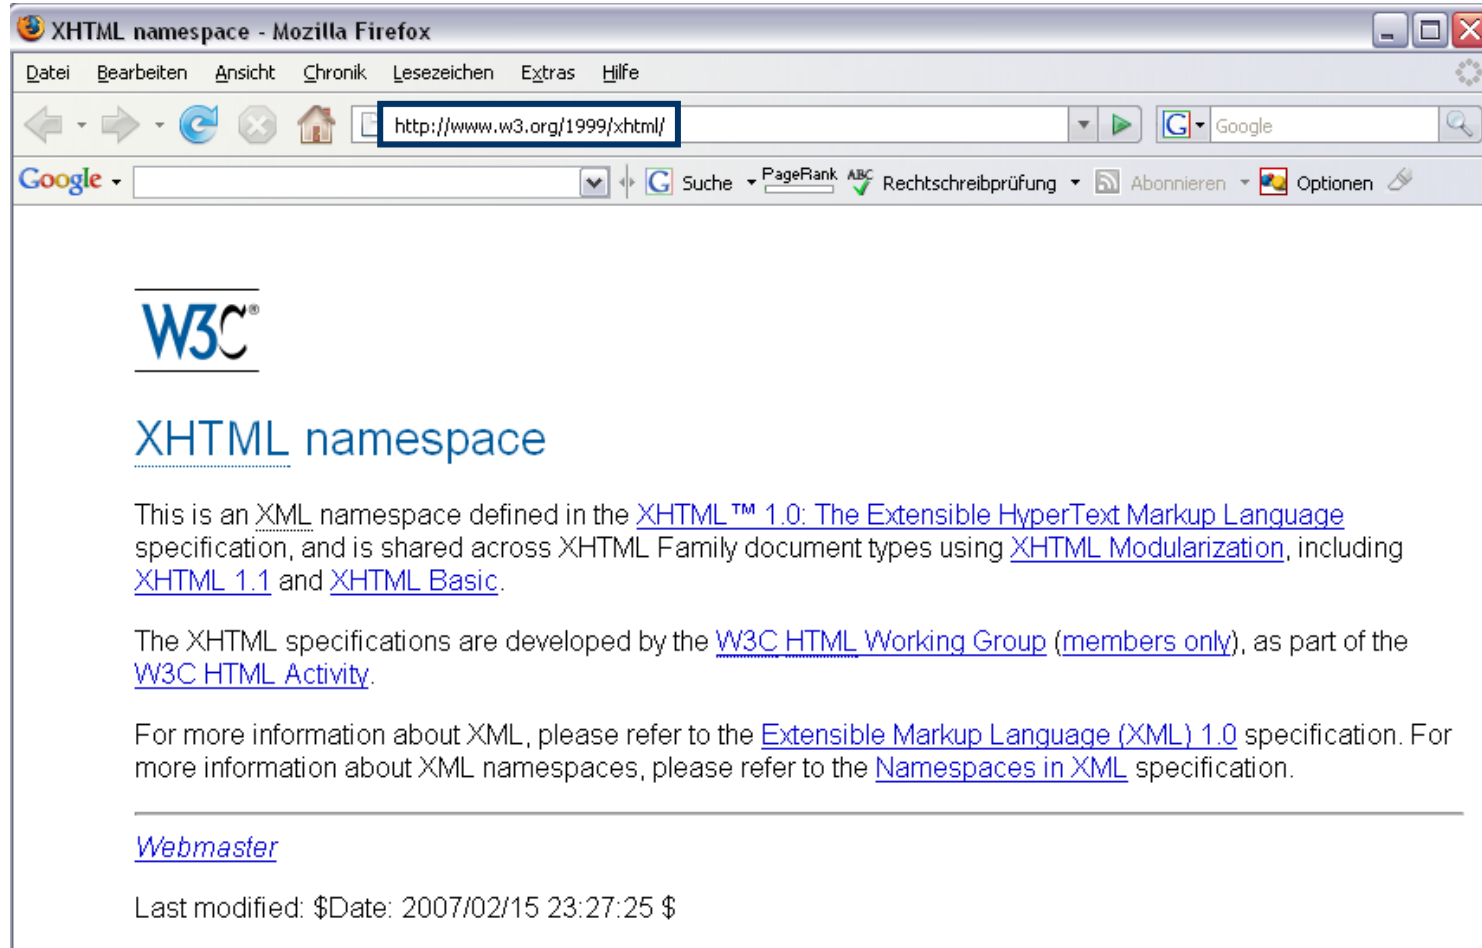 XHTML namespace - Mozilla Firefox
Datei Bearbeiten Ansicht Chronik Lesezeichen Extras Hilfe
http://www.w3.org/1999/xhtml/ G Google
Google G Suche PageRank ABC Rechtschreibprüfung Abonnieren Optionen
W3C®
XHTML namespace
This is an XML namespace defined in the XHTML™ 1.0: The Extensible HyperText Markup Language
specification, and is shared across XHTML Family document types using XHTML Modularization, including
XHTML 1.1 and XHTML Basic.
The XHTML specifications are developed by the W3C HTML Working Group (members only), as part of the
W3C HTML Activity.
For more information about XML, please refer to the Extensible Markup Language (XML) 1.0 specification. For
more information about XML namespaces, please refer to the Namespaces in XML specification.
Webmaster
Last modified: $Date: 2007/02/15 23:27:25 $